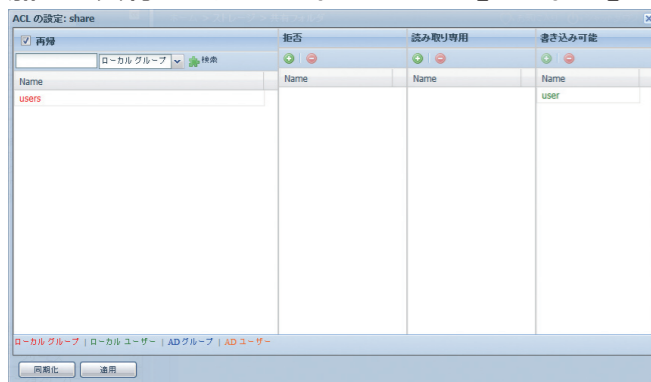 ACL の設定: share
再帰
ローカル グループ
検索
Name
users
拒否
Name
読み取り専用
Name
書き込み可能
Name
user
ローカル グループ | ローカル ユーザー | AD グループ | AD ユーザー
同期化
適用